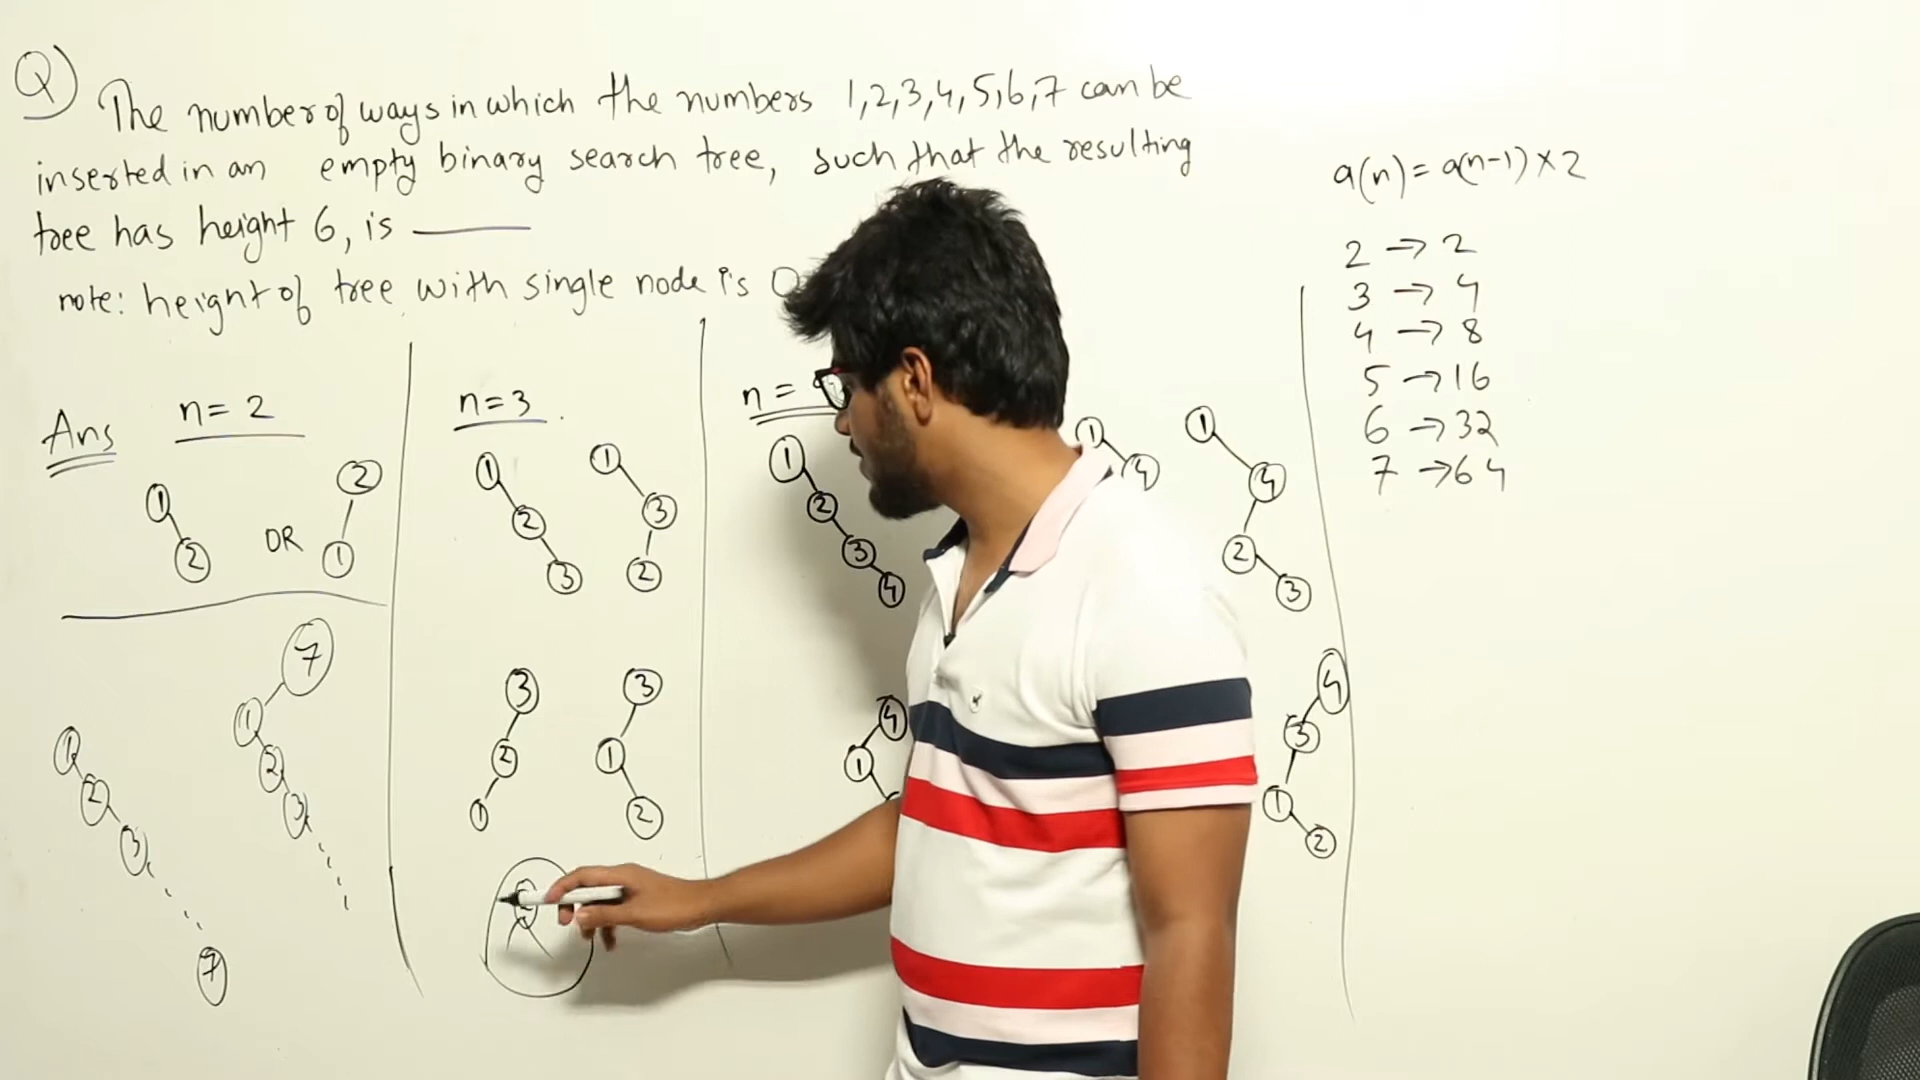 Q)
The number of ways in which the numbers 1,2,3,4,5,6,7 can be
inserted in an empty binary search tree, such that the resulting
tree has height 6, is ____
note: height of tree with single node is 0
a(n)=a(n-1)×2
2 → 2
3 → 4
4 → 8
5 → 16
6 → 32
7 → 64
Ans
n=2
1
2
OR
2
1
7
1
2
3
1
2
3
7
n=3
1
2
3
1
3
2
3
2
1
3
1
2
n=
1
2
3
4
1
4
1
4
2
3
4
1
4
3
1
2